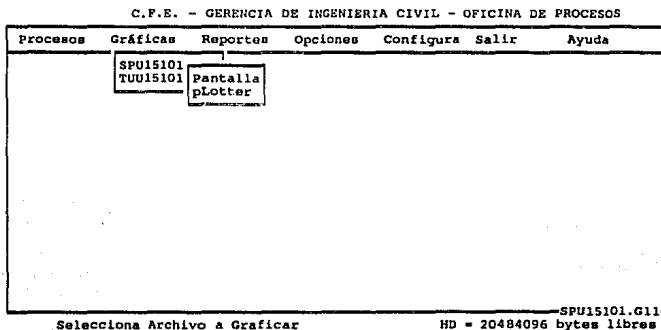 C.F.E. - GERENCIA DE INGENIERIA CIVIL - OFICINA DE PROCESOS
Procesos Gráficas Reportes Opciones Configura Salir Ayuda
SPU15101
TUU15101 Pantalla
pLotter
SPU15101.G11
Selecciona Archivo a Graficar HD = 20484096 bytes libres